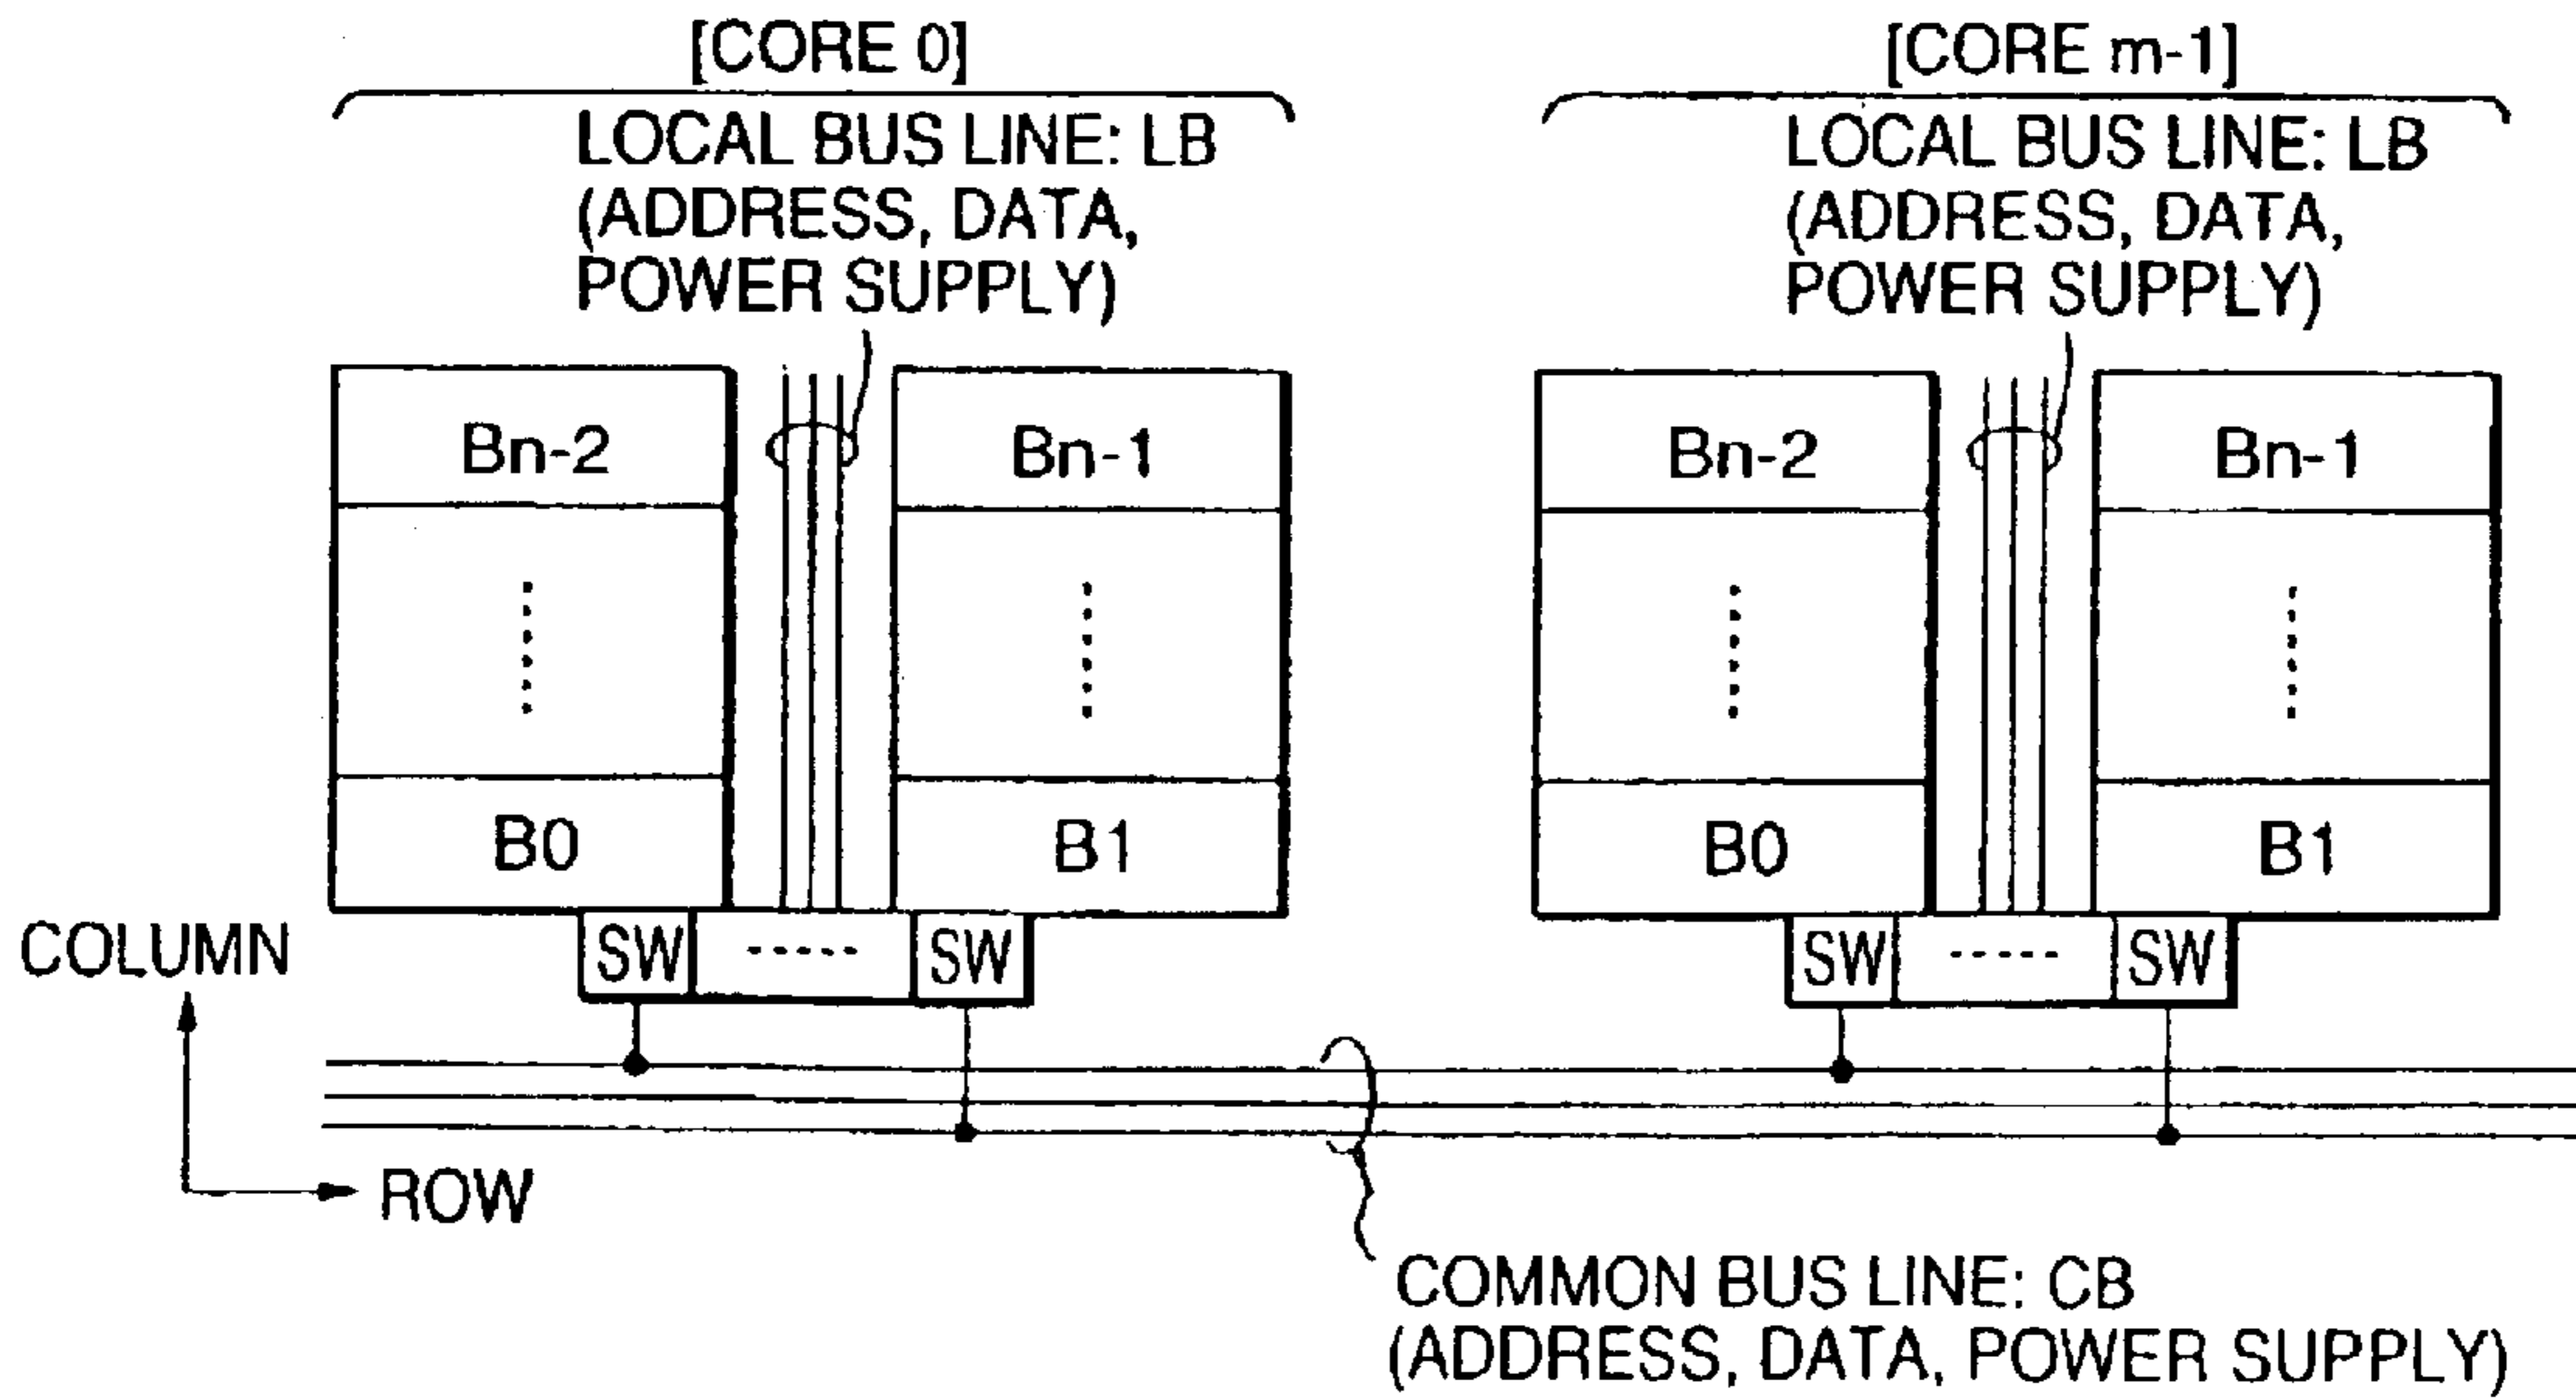 [CORE 0]
LOCAL BUS LINE: LB
(ADDRESS, DATA,
POWER SUPPLY)
[CORE m-1]
LOCAL BUS LINE: LB
(ADDRESS, DATA,
POWER SUPPLY)
Bn-2
Bn-1
Bn-2
Bn-1
B0
B1
B0
B1
SW
SW
SW
SW
COLUMN
ROW
COMMON BUS LINE: CB
(ADDRESS, DATA, POWER SUPPLY)